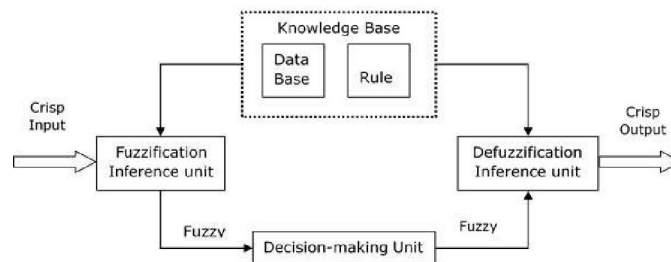 Knowledge Base
Data
Base
Rule
Crisp
Input
Fuzzification
Inference unit
Defuzzification
Inference unit
Crisp
Output
Fuzzy
Decision-making Unit
Fuzzy